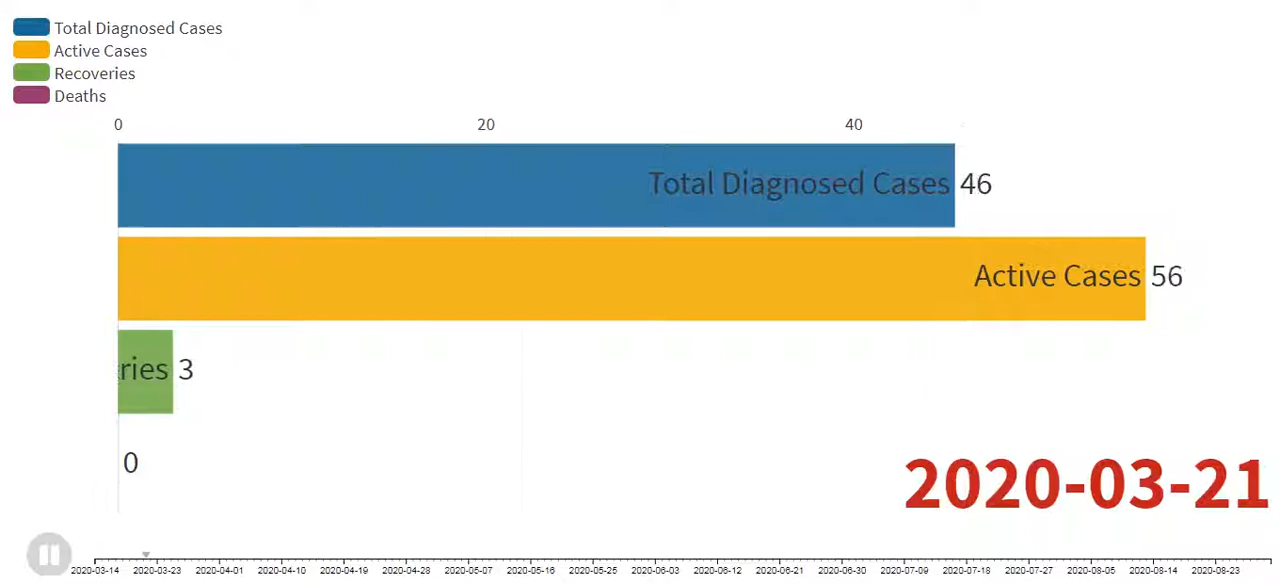 Total Diagnosed Cases
Active Cases
Recoveries
Deaths
0 20 40
Total Diagnosed Cases 46
Active Cases 56
ries 3
0
2020-03-21
2020-03-14 2020-03-23 2020-04-01 2020-04-10 2020-04-19 2020-04-28 2020-05-07 2020-05-16 2020-05-25 2020-06-03 2020-06-12 2020-06-21 2020-06-30 2020-07-09 2020-07-18 2020-07-27 2020-08-05 2020-08-14 2020-08-23